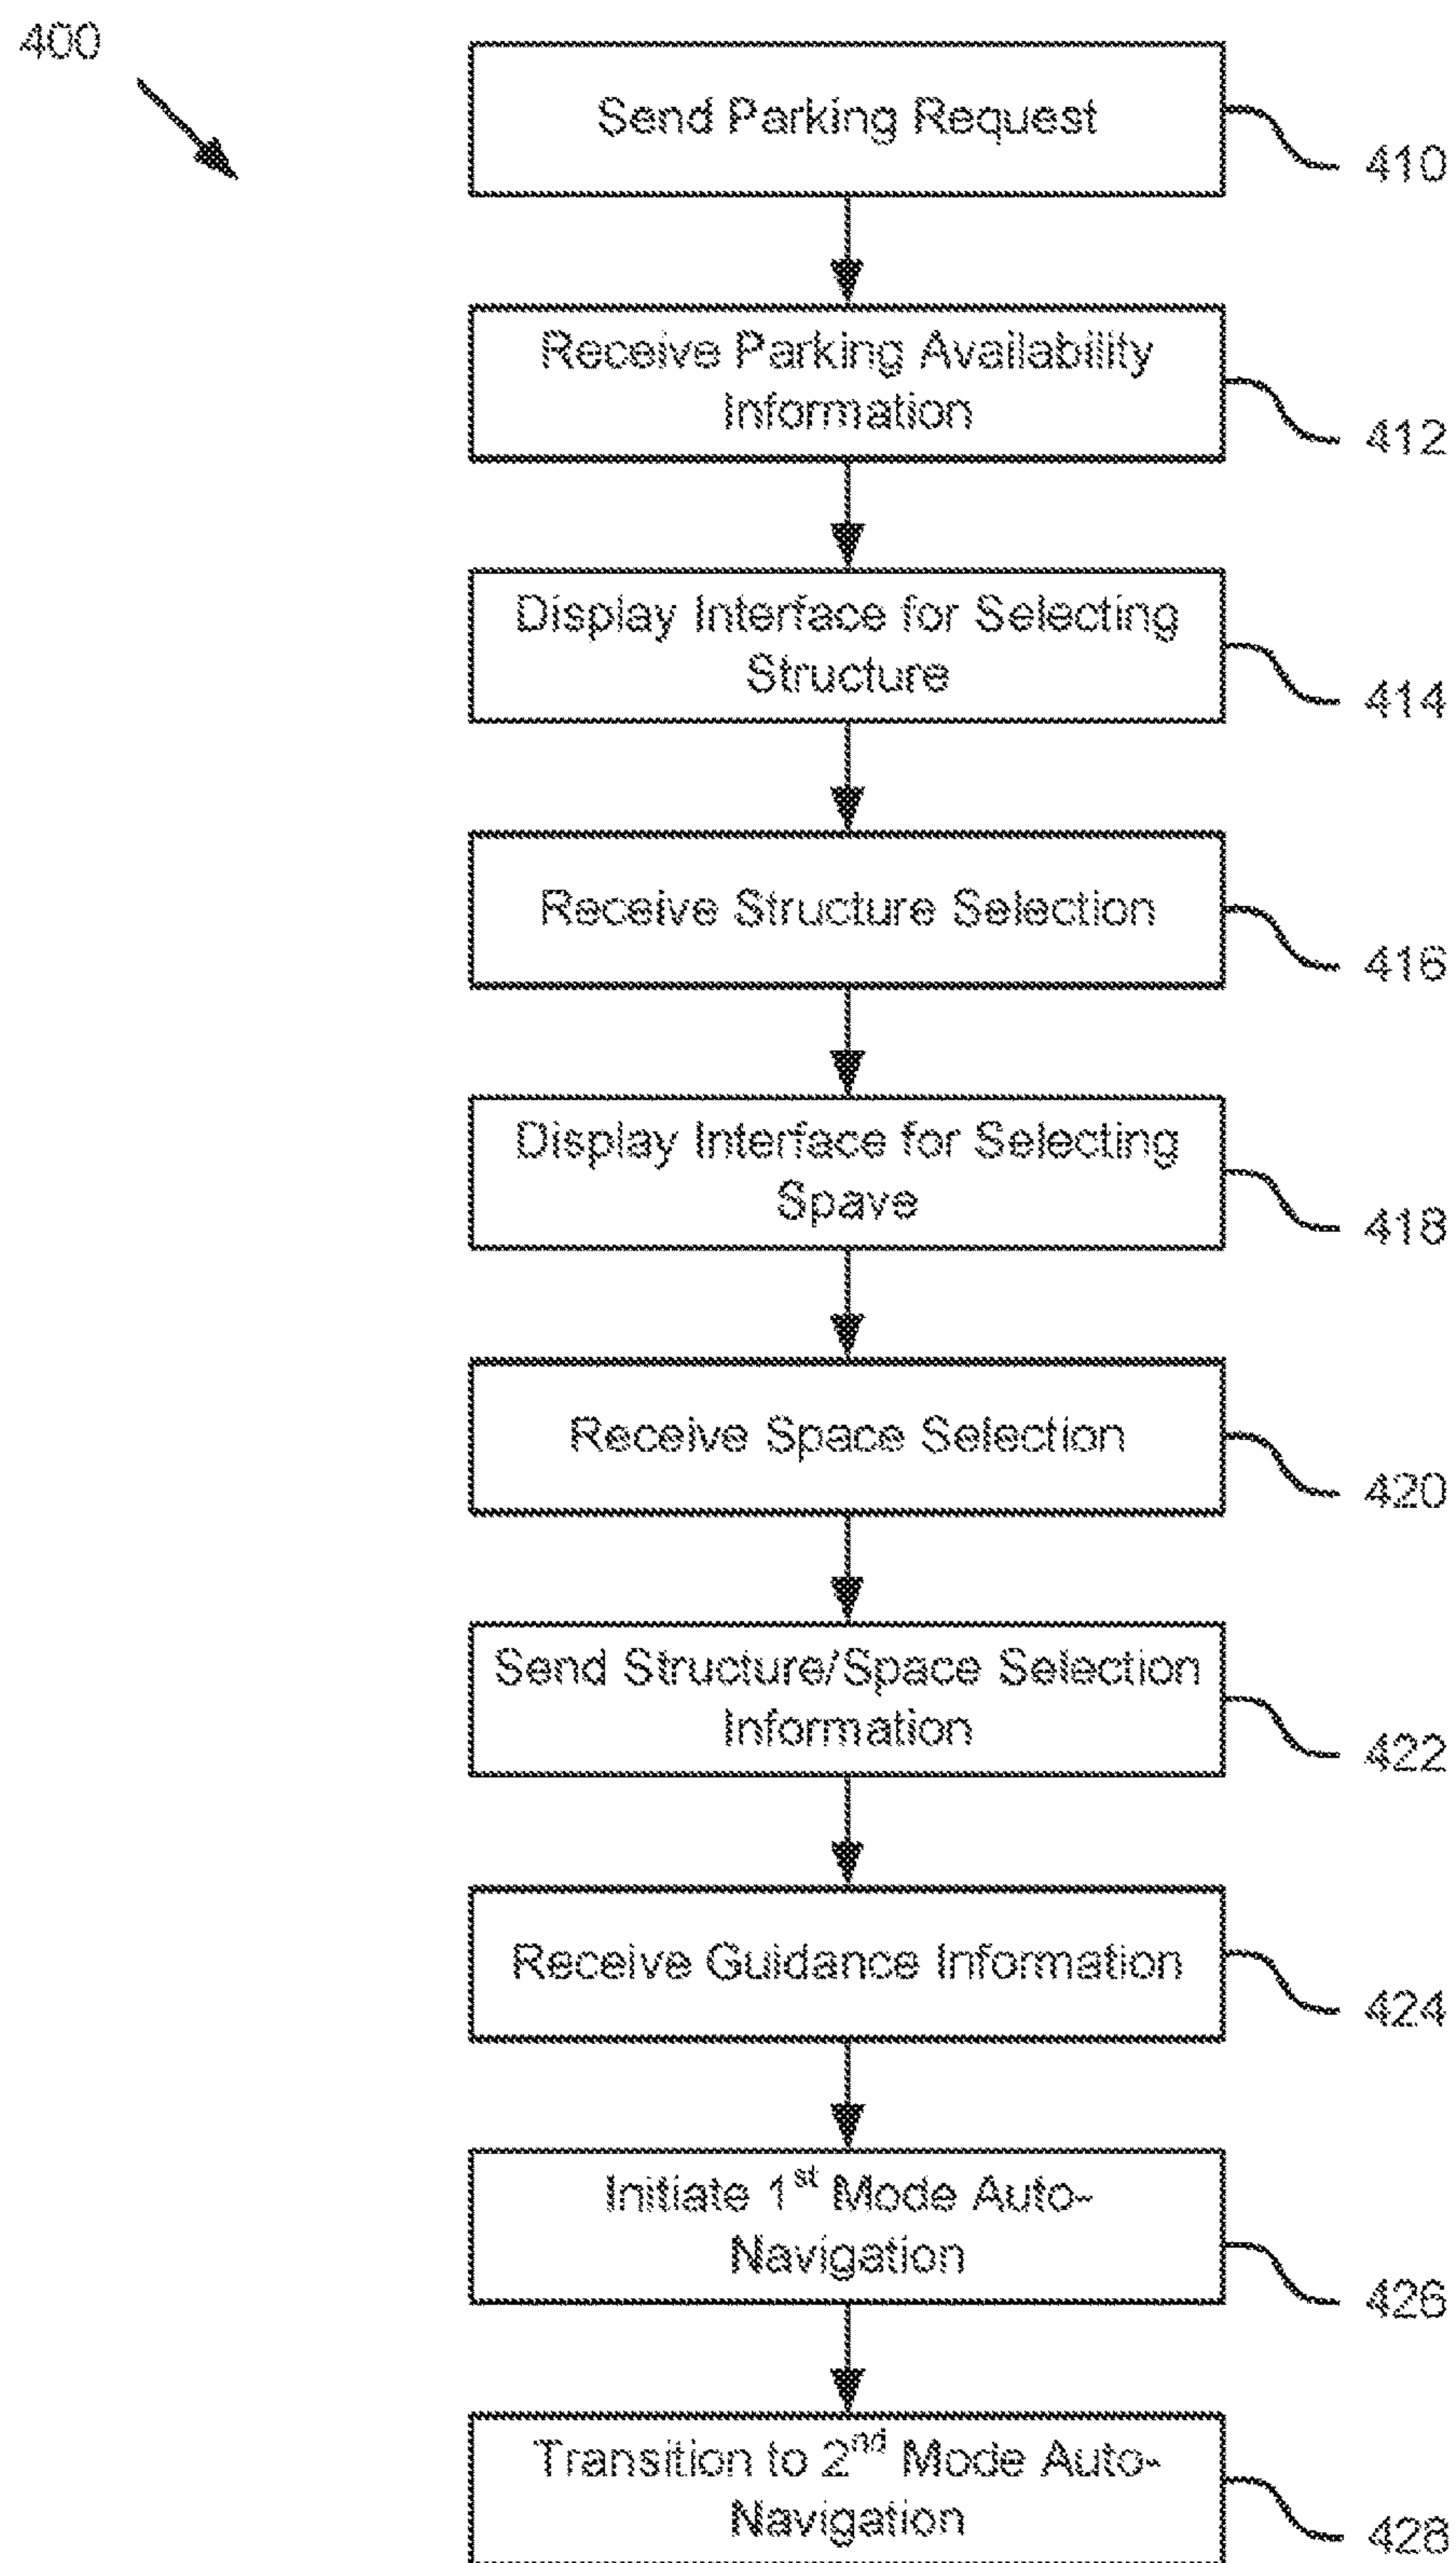 400
Send Parking Request
410
Receive Parking Availability
Information
412
Display Interface for Selecting
Structure
414
Receive Structure Selection
416
Display Interface for Selecting
Spave
418
Receive Space Selection
420
Send Structure/Space Selection
Information
422
Receive Guidance Information
424
Initiate 1st Mode Auto-
Navigation
426
Transition to 2nd Mode Auto-
Navigation
428